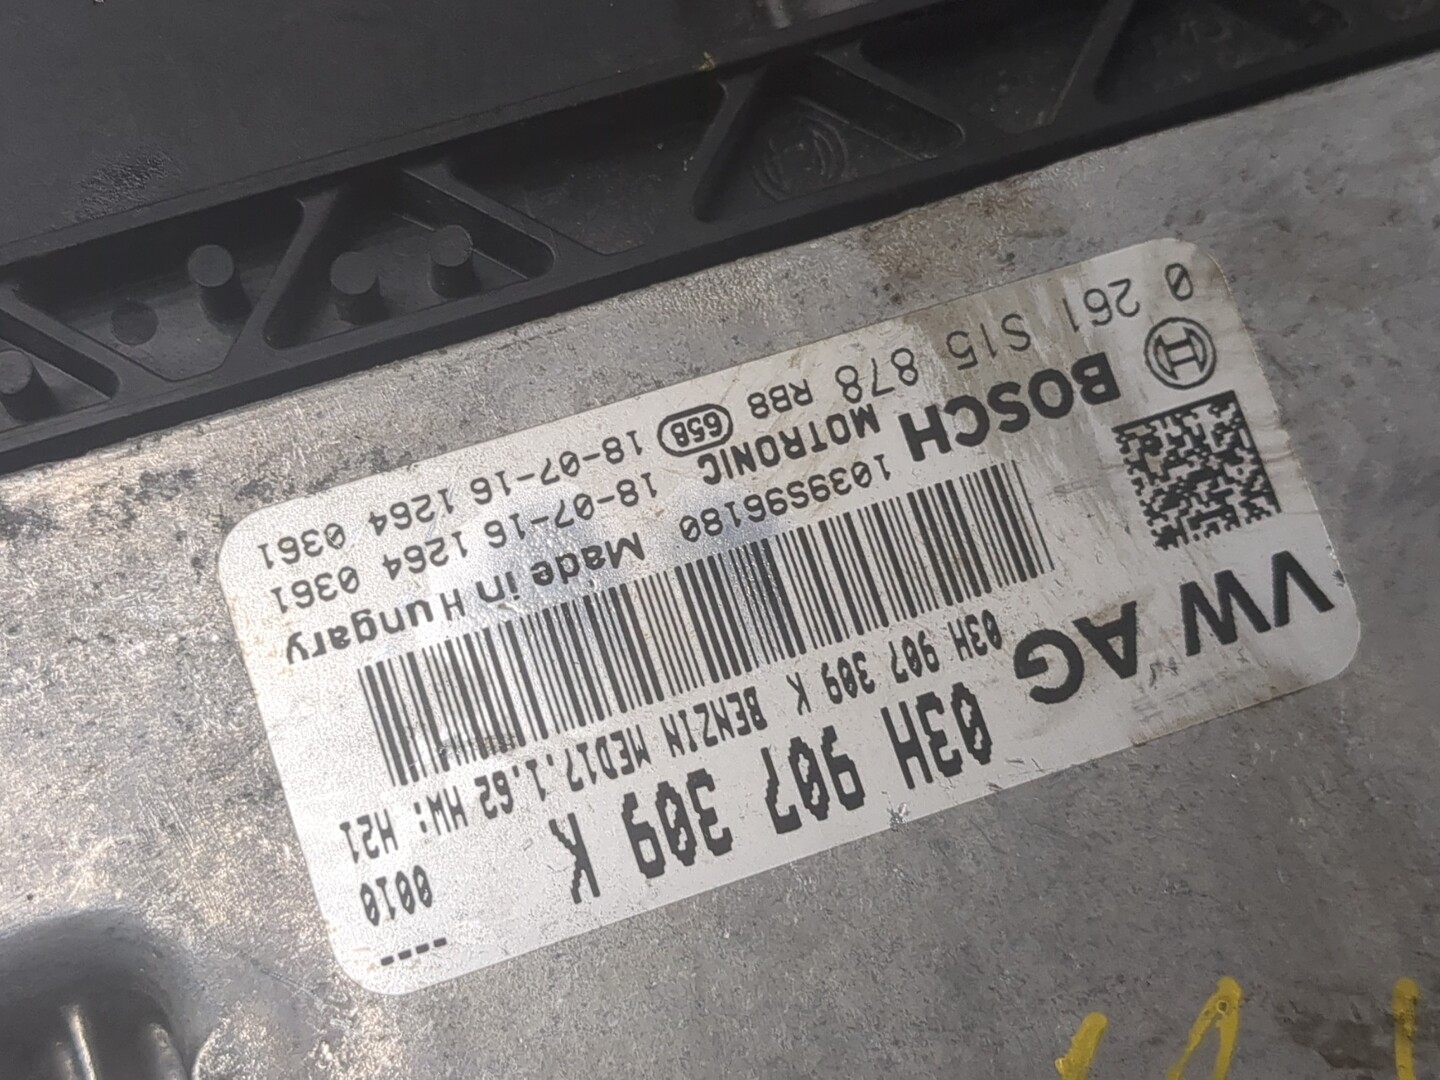 VW AG 03H 907 309 K ----
03H 907 309 K BENZIN MED17.1.62 HW: H21 0010
1039S96180 Made in Hungary
BOSCH MOTRONIC 18-07-16 1264 0361
0 261 S15 878 RB8 65B 18-07-16 1264 0361